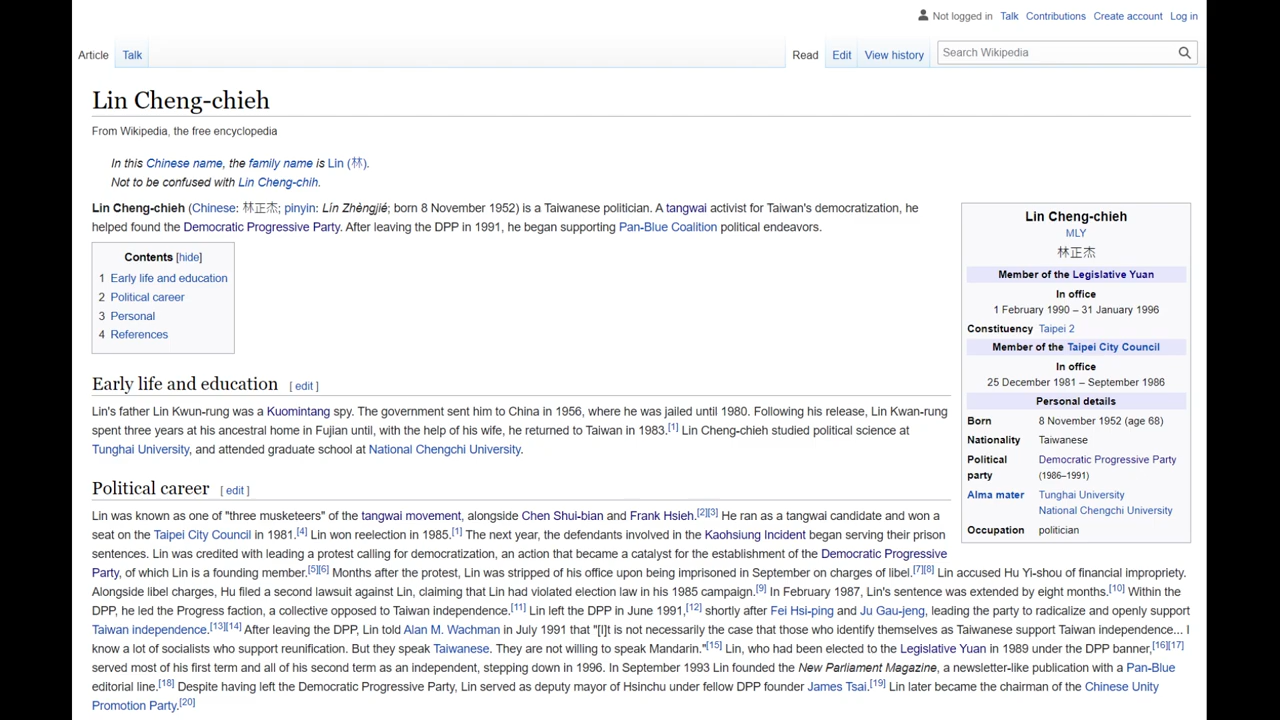 Not logged in Talk Contributions Create account Log in
Article Talk Read Edit View history Search Wikipedia
Lin Cheng-chieh
From Wikipedia, the free encyclopedia
In this Chinese name, the family name is Lin (林).
Not to be confused with Lin Cheng-chih.
Lin Cheng-chieh (Chinese: 林正杰; pinyin: Lín Zhèngjié; born 8 November 1952) is a Taiwanese politician. A tangwai activist for Taiwan's democratization, he
helped found the Democratic Progressive Party. After leaving the DPP in 1991, he began supporting Pan-Blue Coalition political endeavors.
Contents [hide]
1 Early life and education
2 Political career
3 Personal
4 References
Early life and education [ edit ]
Lin's father Lin Kwun-rung was a Kuomintang spy. The government sent him to China in 1956, where he was jailed until 1980. Following his release, Lin Kwan-rung
spent three years at his ancestral home in Fujian until, with the help of his wife, he returned to Taiwan in 1983.[1] Lin Cheng-chieh studied political science at
Tunghai University, and attended graduate school at National Chengchi University.
Political career [ edit ]
Lin was known as one of "three musketeers" of the tangwai movement, alongside Chen Shui-bian and Frank Hsieh.[2][3] He ran as a tangwai candidate and won a
seat on the Taipei City Council in 1981.[4] Lin won reelection in 1985.[1] The next year, the defendants involved in the Kaohsiung Incident began serving their prison
sentences. Lin was credited with leading a protest calling for democratization, an action that became a catalyst for the establishment of the Democratic Progressive
Party, of which Lin is a founding member.[5][6] Months after the protest, Lin was stripped of his office upon being imprisoned in September on charges of libel.[7][8] Lin accused Hu Yi-shou of financial impropriety.
Alongside libel charges, Hu filed a second lawsuit against Lin, claiming that Lin had violated election law in his 1985 campaign.[9] In February 1987, Lin's sentence was extended by eight months.[10] Within the
DPP, he led the Progress faction, a collective opposed to Taiwan independence.[11] Lin left the DPP in June 1991,[12] shortly after Fei Hsi-ping and Ju Gau-jeng, leading the party to radicalize and openly support
Taiwan independence.[13][14] After leaving the DPP, Lin told Alan M. Wachman in July 1991 that "[I]t is not necessarily the case that those who identify themselves as Taiwanese support Taiwan independence... I
know a lot of socialists who support reunification. But they speak Taiwanese. They are not willing to speak Mandarin."[15] Lin, who had been elected to the Legislative Yuan in 1989 under the DPP banner,[16][17]
served most of his first term and all of his second term as an independent, stepping down in 1996. In September 1993 Lin founded the New Parliament Magazine, a newsletter-like publication with a Pan-Blue
editorial line.[18] Despite having left the Democratic Progressive Party, Lin served as deputy mayor of Hsinchu under fellow DPP founder James Tsai.[19] Lin later became the chairman of the Chinese Unity
Promotion Party.[20]
Lin Cheng-chieh
MLY
林正杰
Member of the Legislative Yuan
In office
1 February 1990 – 31 January 1996
Constituency Taipei 2
Member of the Taipei City Council
In office
25 December 1981 – September 1986
Personal details
Born 8 November 1952 (age 68)
Nationality Taiwanese
Political party Democratic Progressive Party
(1986–1991)
Alma mater Tunghai University
National Chengchi University
Occupation politician